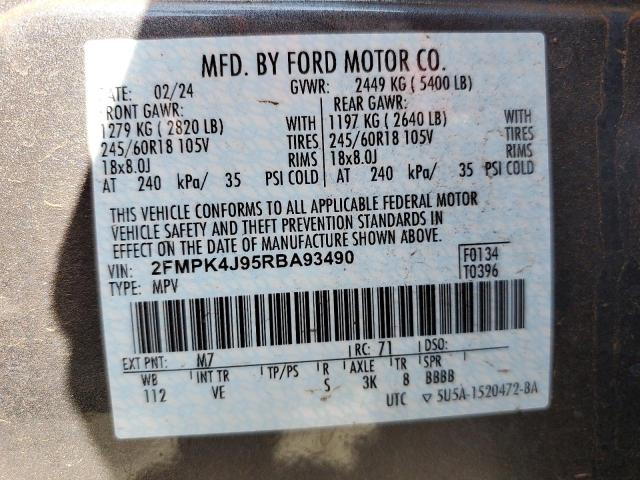 MFD. BY FORD MOTOR CO.
DATE: 02/24 GVWR: 2449 KG ( 5400 LB)
FRONT GAWR: REAR GAWR:
1279 KG ( 2820 LB) WITH 1197 KG ( 2640 LB) WITH
245/60R18 105V TIRES 245/60R18 105V TIRES
18x8.0J RIMS 18x8.0J RIMS
AT 240 kPa/ 35 PSI COLD AT 240 kPa/ 35 PSI COLD
THIS VEHICLE CONFORMS TO ALL APPLICABLE FEDERAL MOTOR
VEHICLE SAFETY AND THEFT PREVENTION STANDARDS IN
EFFECT ON THE DATE OF MANUFACTURE SHOWN ABOVE.
VIN: 2FMPK4J95RBA93490 F0134
TYPE: MPV T0396
EXT PNT: M7 RC: 71 DSO:
WB INT TR TP/PS R AXLE TR SPR
112 VE S 3K 8 BBBB
UTC ▽ 5U5A-1520472-BA